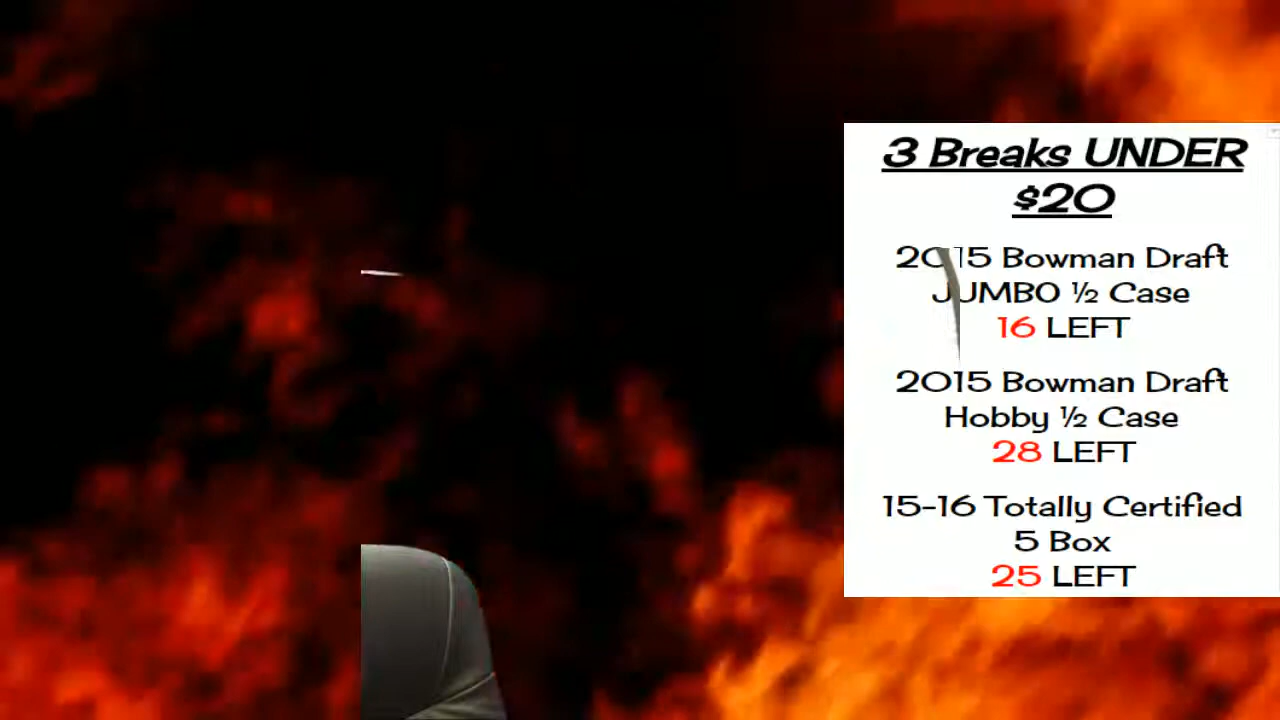 3 Breaks UNDER
$20
2015 Bowman Draft
JUMBO ½ Case
16 LEFT
2015 Bowman Draft
Hobby ½ Case
28 LEFT
15-16 Totally Certified
5 Box
25 LEFT